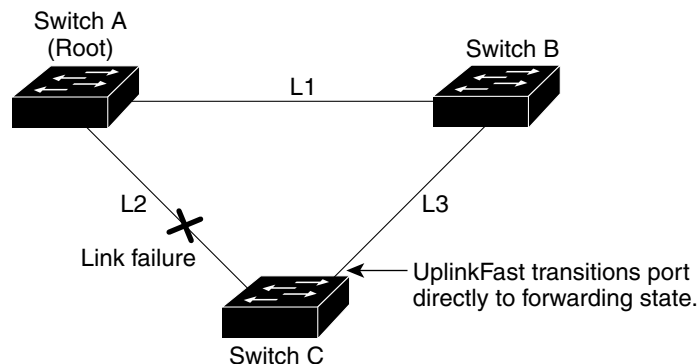 Switch A
(Root)
Switch B
L1
L2
L3
Link failure
UplinkFast transitions port
directly to forwarding state.
Switch C